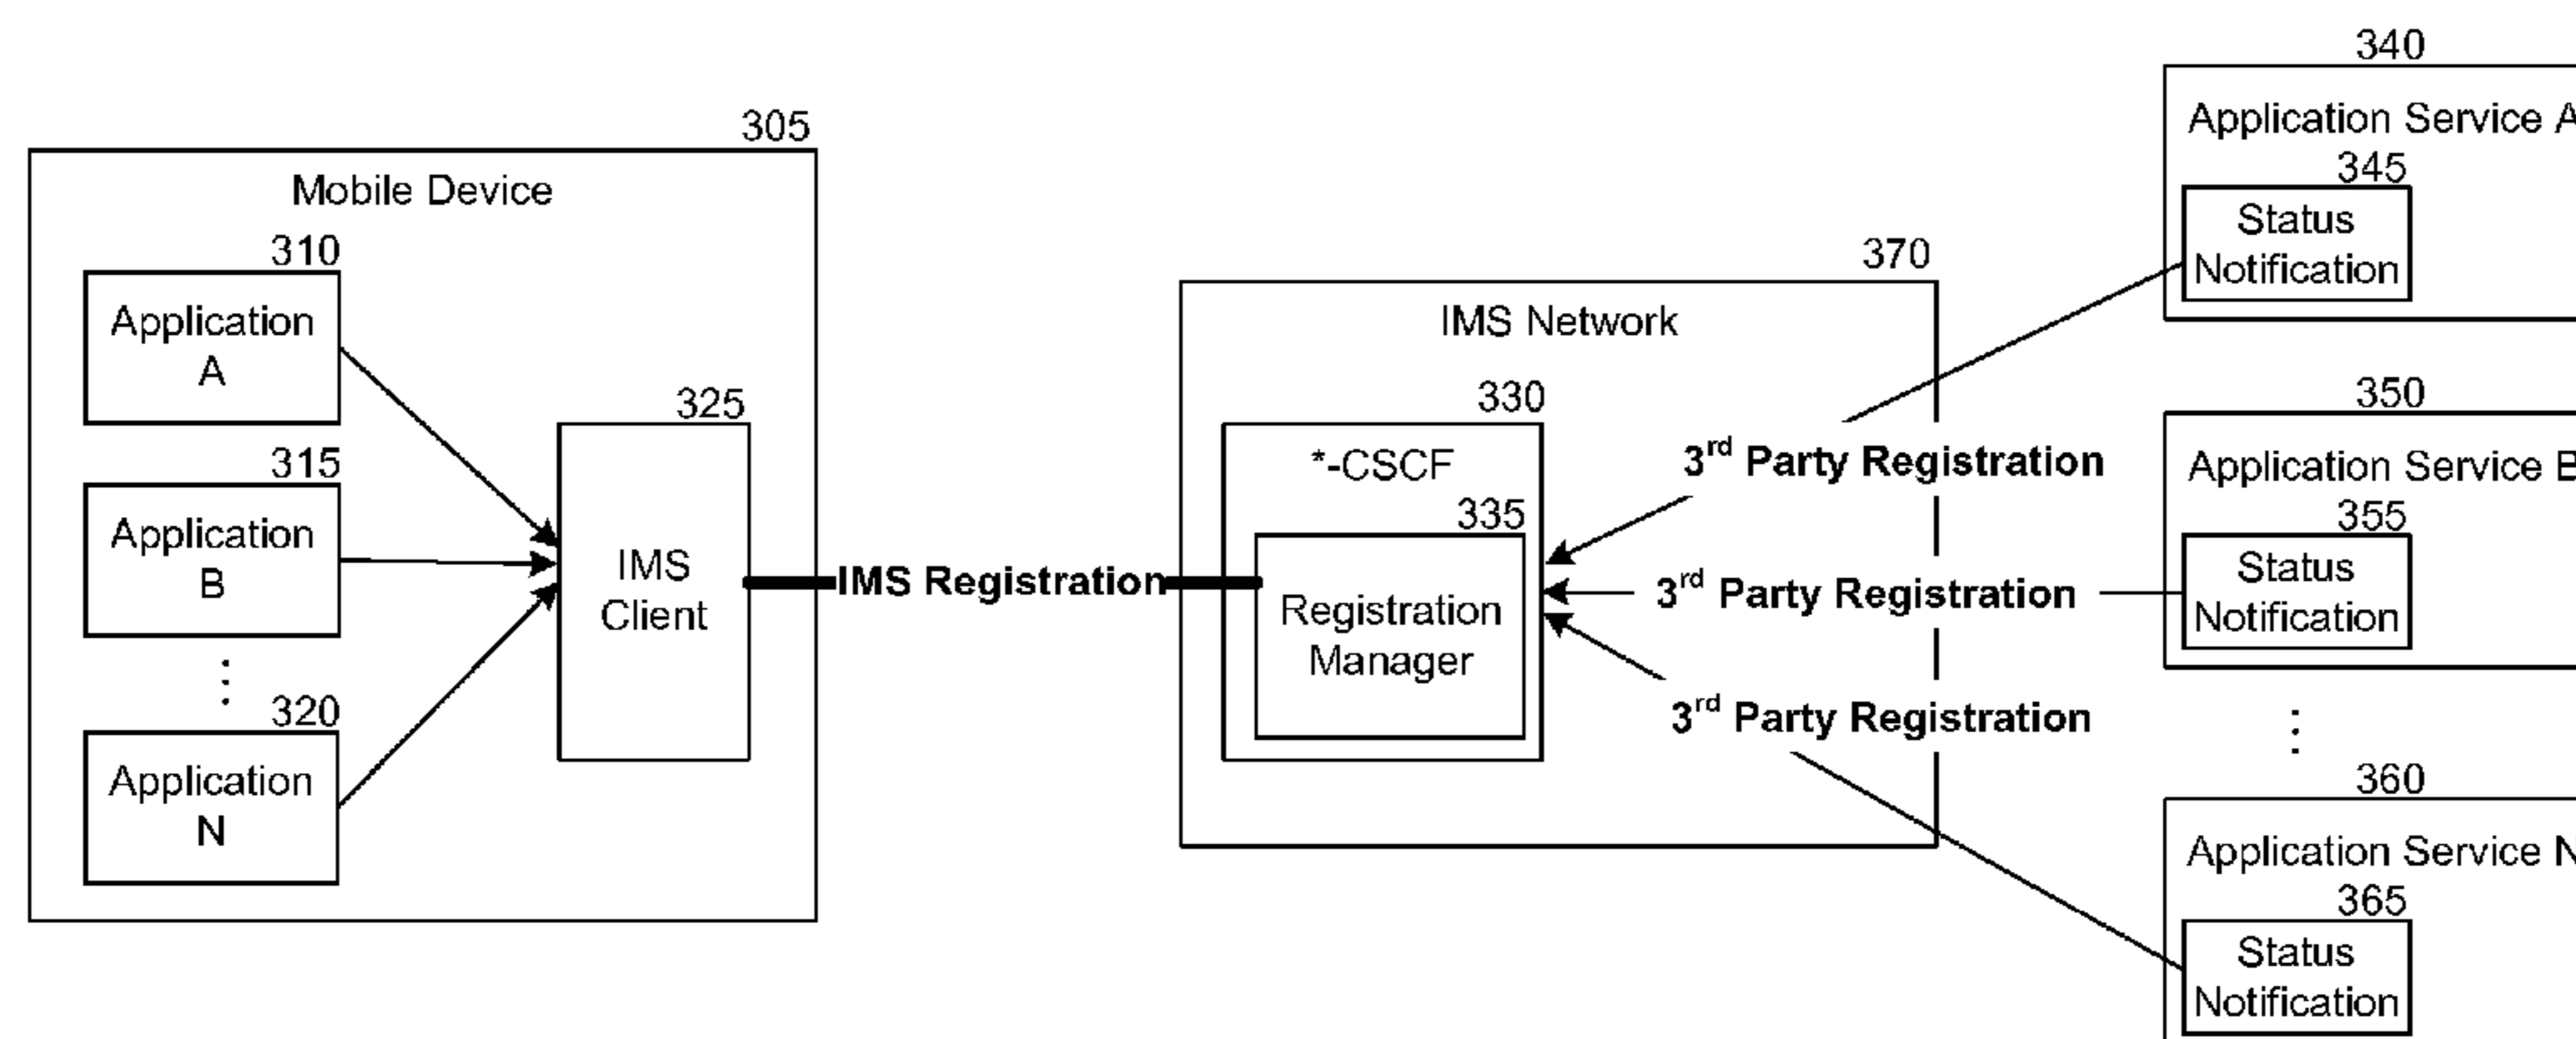 305
Mobile Device
310
Application
A
315
Application
B
320
Application
N
325
IMS
Client
IMS Registration
370
IMS Network
330
*-CSCF
335
Registration
Manager
3rd Party Registration
3rd Party Registration
3rd Party Registration
340
Application Service A
345
Status
Notification
350
Application Service B
355
Status
Notification
360
Application Service N
365
Status
Notification